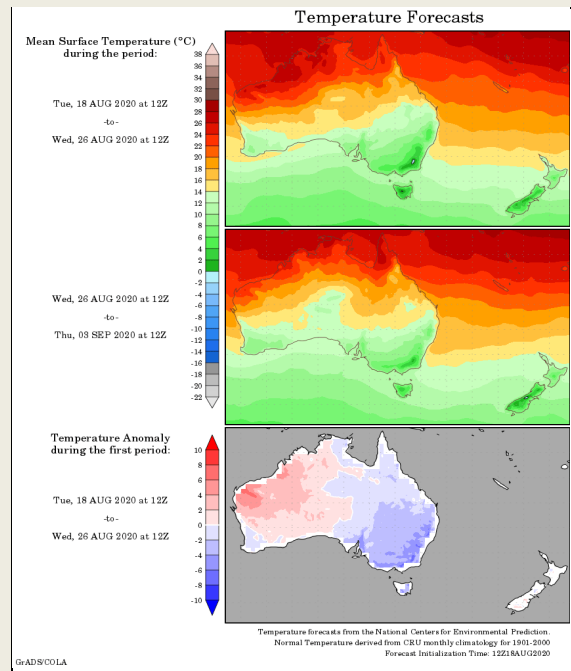 Temperature Forecasts
Mean Surface Temperature (°C)
during the period:
Tue, 18 AUG 2020 at 12Z
-to-
Wed, 26 AUG 2020 at 12Z
38
36
34
32
30
28
26
24
22
20
18
16
14
12
10
8
6
4
2
0
-2
-4
-6
-8
-10
-12
-14
-16
-18
-20
-22
Wed, 26 AUG 2020 at 12Z
-to-
Thu, 03 SEP 2020 at 12Z
Temperature Anomaly
during the first period:
Tue, 18 AUG 2020 at 12Z
-to-
Wed, 26 AUG 2020 at 12Z
10
8
6
4
2
0
-2
-4
-6
-8
-10
Temperature forecasts from the National Centers for Environmental Prediction.
Normal Temperature derived from CRU monthly climatology for 1901-2000
Forecast Initialization Time: 12Z18AUG2020
GrADS/COLA